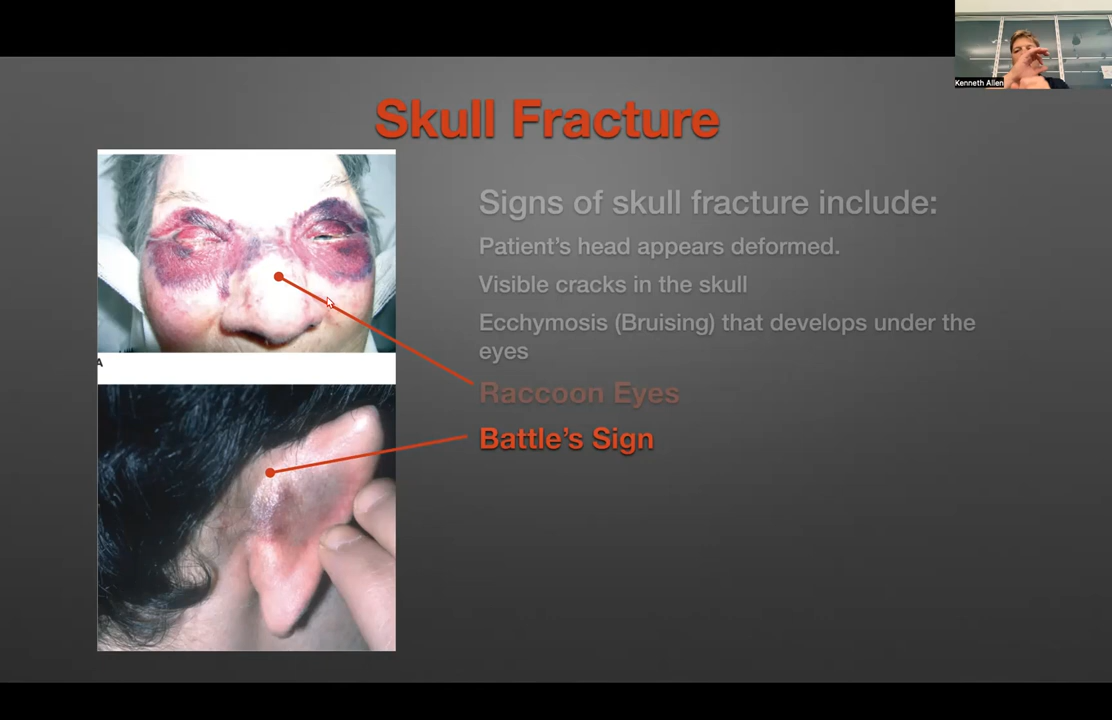 Kenneth Allen
Skull Fracture
Signs of skull fracture include:
Patient's head appears deformed.
Visible cracks in the skull
Ecchymosis (Bruising) that develops under the
eyes
A
Raccoon Eyes
Battle's Sign